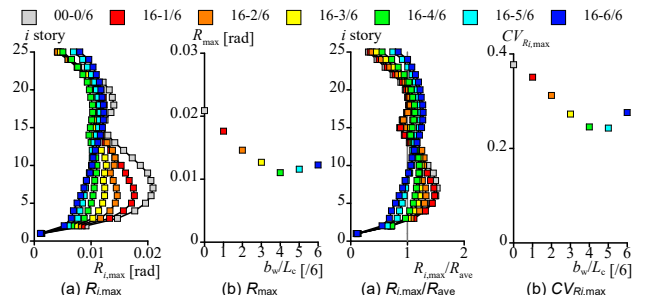 00-0/6 16-1/6 16-2/6 16-3/6 16-4/6 16-5/6 16-6/6
i story
25
20
15
10
5
0
0 0.01 0.02
R_i,max [rad]
(a) R_i,max
R_max [rad]
0.03
0.02
0.01
0
0 1 2 3 4 5 6
b_w/L_c [/6]
(b) R_max
i story
25
20
15
10
5
0
0 1 2
R_i,max/R_ave
(a) R_i,max/R_ave
CV_Ri,max
0.4
0.2
0
0 1 2 3 4 5 6
b_w/L_c [/6]
(b) CV_Ri,max